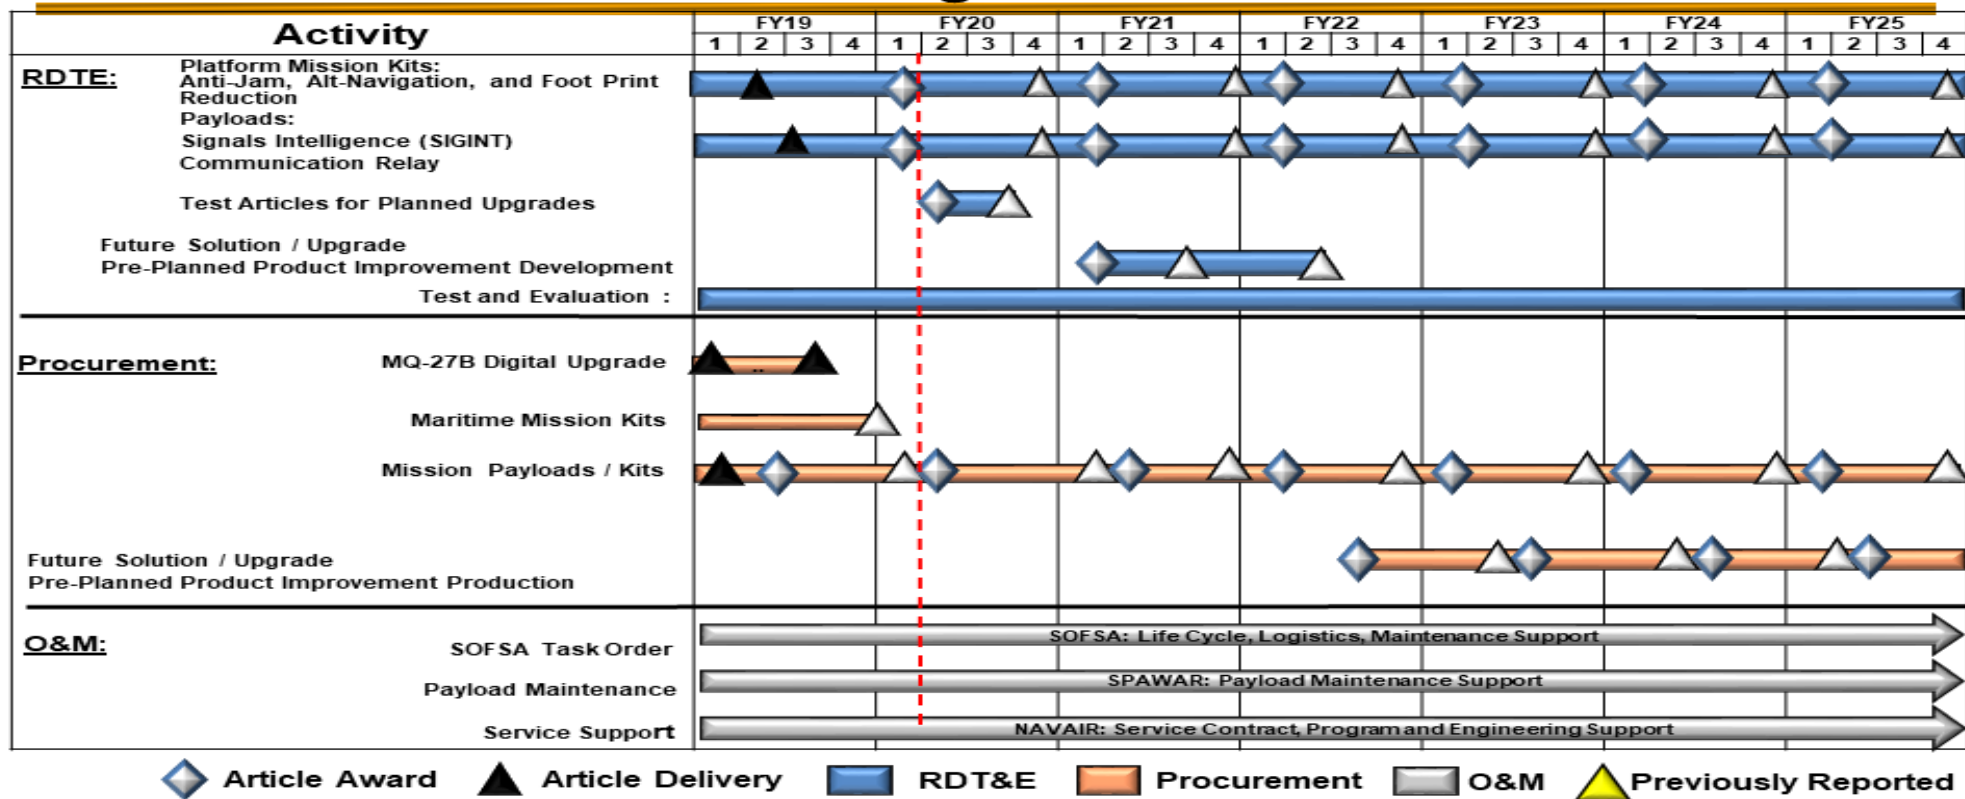 Activity
FY19 FY20 FY21 FY22 FY23 FY24 FY25
1 2 3 4 1 2 3 4 1 2 3 4 1 2 3 4 1 2 3 4 1 2 3 4 1 2 3 4
RDTE:
Platform Mission Kits:
Anti-Jam, Alt-Navigation, and Foot Print
Reduction
Payloads:
Signals Intelligence (SIGINT)
Communication Relay
Test Articles for Planned Upgrades
Future Solution / Upgrade
Pre-Planned Product Improvement Development
Test and Evaluation :
Procurement:
MQ-27B Digital Upgrade
..
Maritime Mission Kits
Mission Payloads / Kits
Future Solution / Upgrade
Pre-Planned Product Improvement Production
O&M:
SOFSA Task Order
SOFSA: Life Cycle, Logistics, Maintenance Support
Payload Maintenance
SPAWAR: Payload Maintenance Support
Service Support
NAVAIR: Service Contract, Program and Engineering Support
Article Award Article Delivery RDT&E Procurement O&M Previously Reported